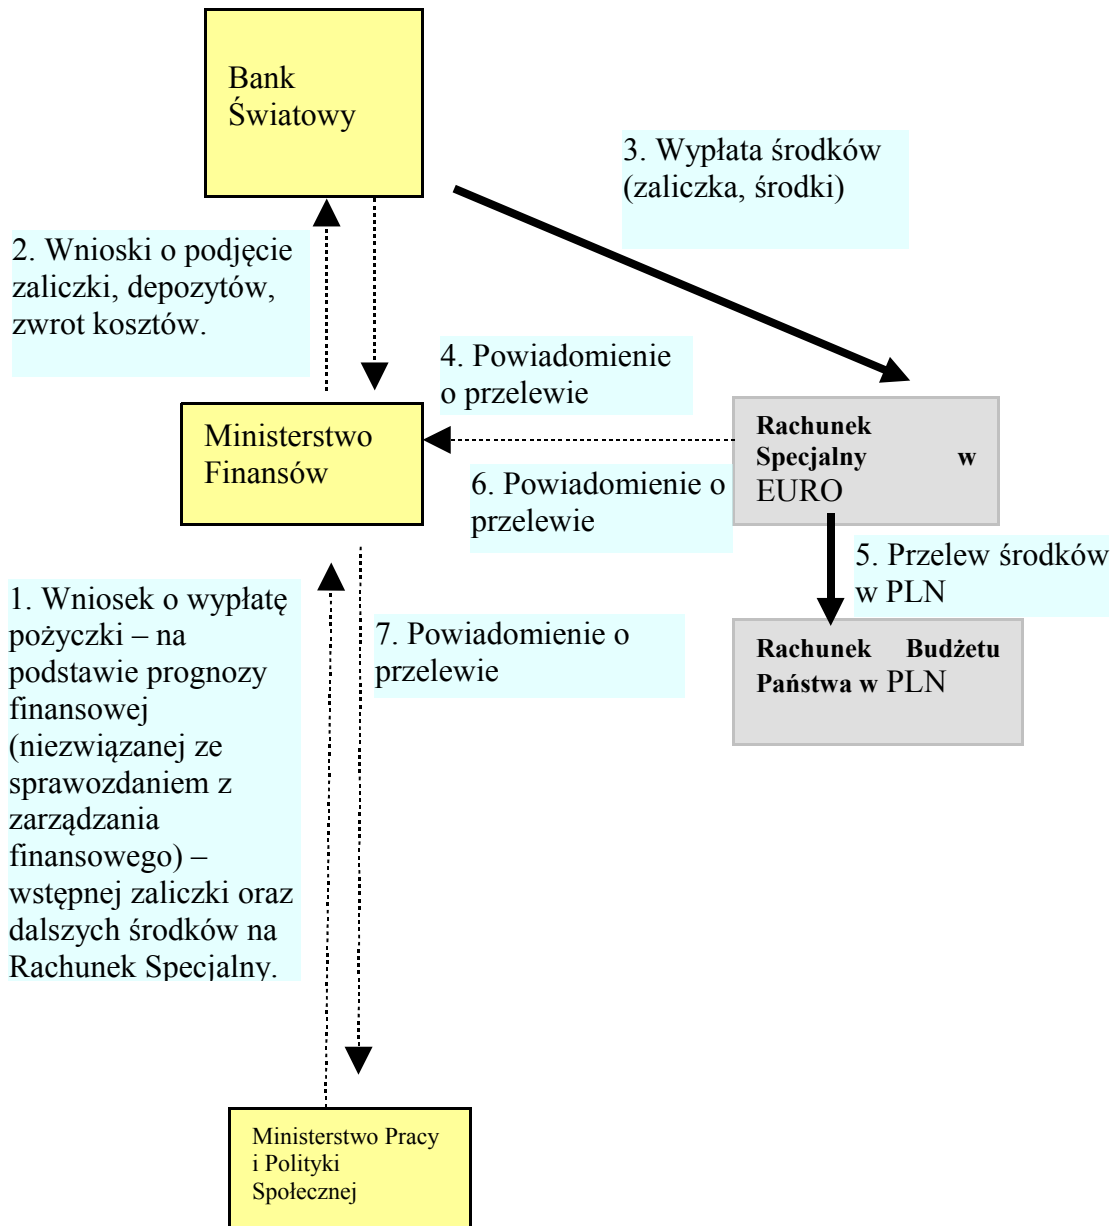 Bank
Światowy
3. Wypłata środków
(zaliczka, środki)
2. Wnioski o podjęcie
zaliczki, depozytów,
zwrot kosztów.
4. Powiadomienie
o przelewie
Ministerstwo
Finansów
Rachunek
Specjalny w
EURO
6. Powiadomienie o
przelewie
5. Przelew środków
w PLN
1. Wniosek o wypłatę
pożyczki – na
podstawie prognozy
finansowej
(niezwiązanej ze
sprawozdaniem z
zarządzania
finansowego) –
wstępnej zaliczki oraz
dalszych środków na
Rachunek Specjalny.
7. Powiadomienie o
przelewie
Rachunek Budżetu
Państwa w PLN
Ministerstwo Pracy
i Polityki
Społecznej